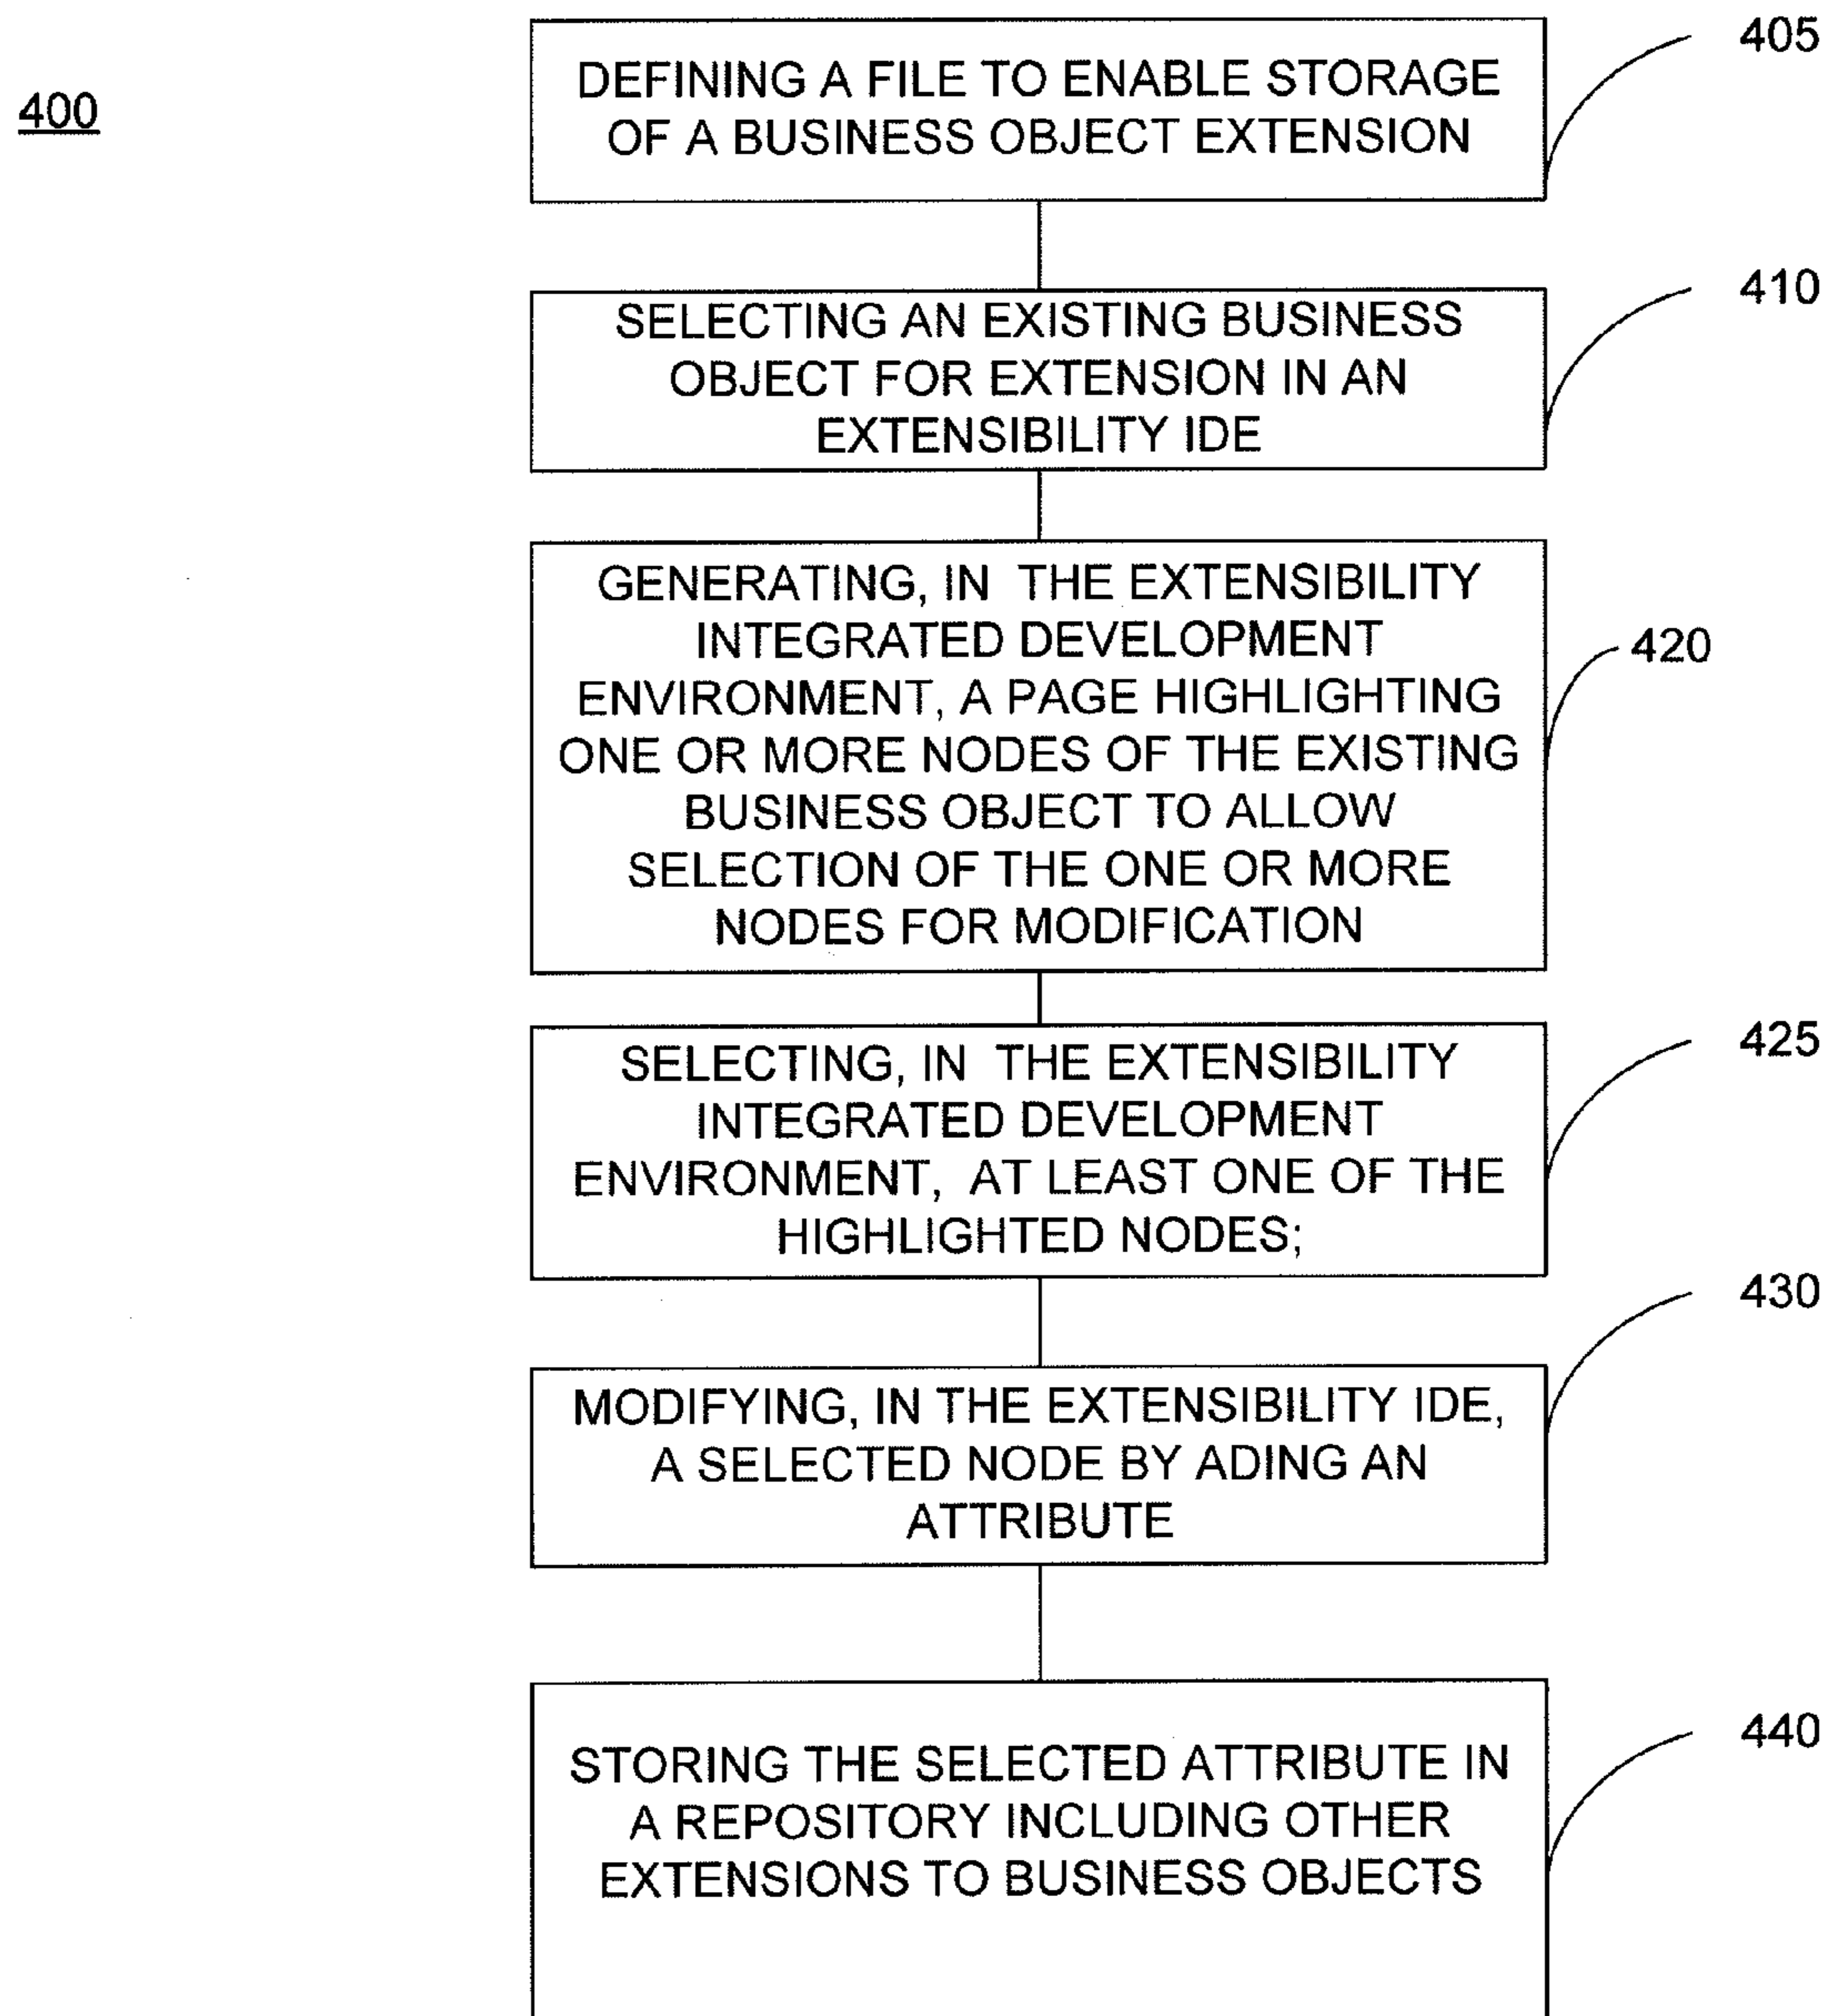 400
DEFINING A FILE TO ENABLE STORAGE
OF A BUSINESS OBJECT EXTENSION
405
SELECTING AN EXISTING BUSINESS
OBJECT FOR EXTENSION IN AN
EXTENSIBILITY IDE
410
GENERATING, IN THE EXTENSIBILITY
INTEGRATED DEVELOPMENT
ENVIRONMENT, A PAGE HIGHLIGHTING
ONE OR MORE NODES OF THE EXISTING
BUSINESS OBJECT TO ALLOW
SELECTION OF THE ONE OR MORE
NODES FOR MODIFICATION
420
SELECTING, IN THE EXTENSIBILITY
INTEGRATED DEVELOPMENT
ENVIRONMENT, AT LEAST ONE OF THE
HIGHLIGHTED NODES;
425
MODIFYING, IN THE EXTENSIBILITY IDE,
A SELECTED NODE BY ADING AN
ATTRIBUTE
430
STORING THE SELECTED ATTRIBUTE IN
A REPOSITORY INCLUDING OTHER
EXTENSIONS TO BUSINESS OBJECTS
440